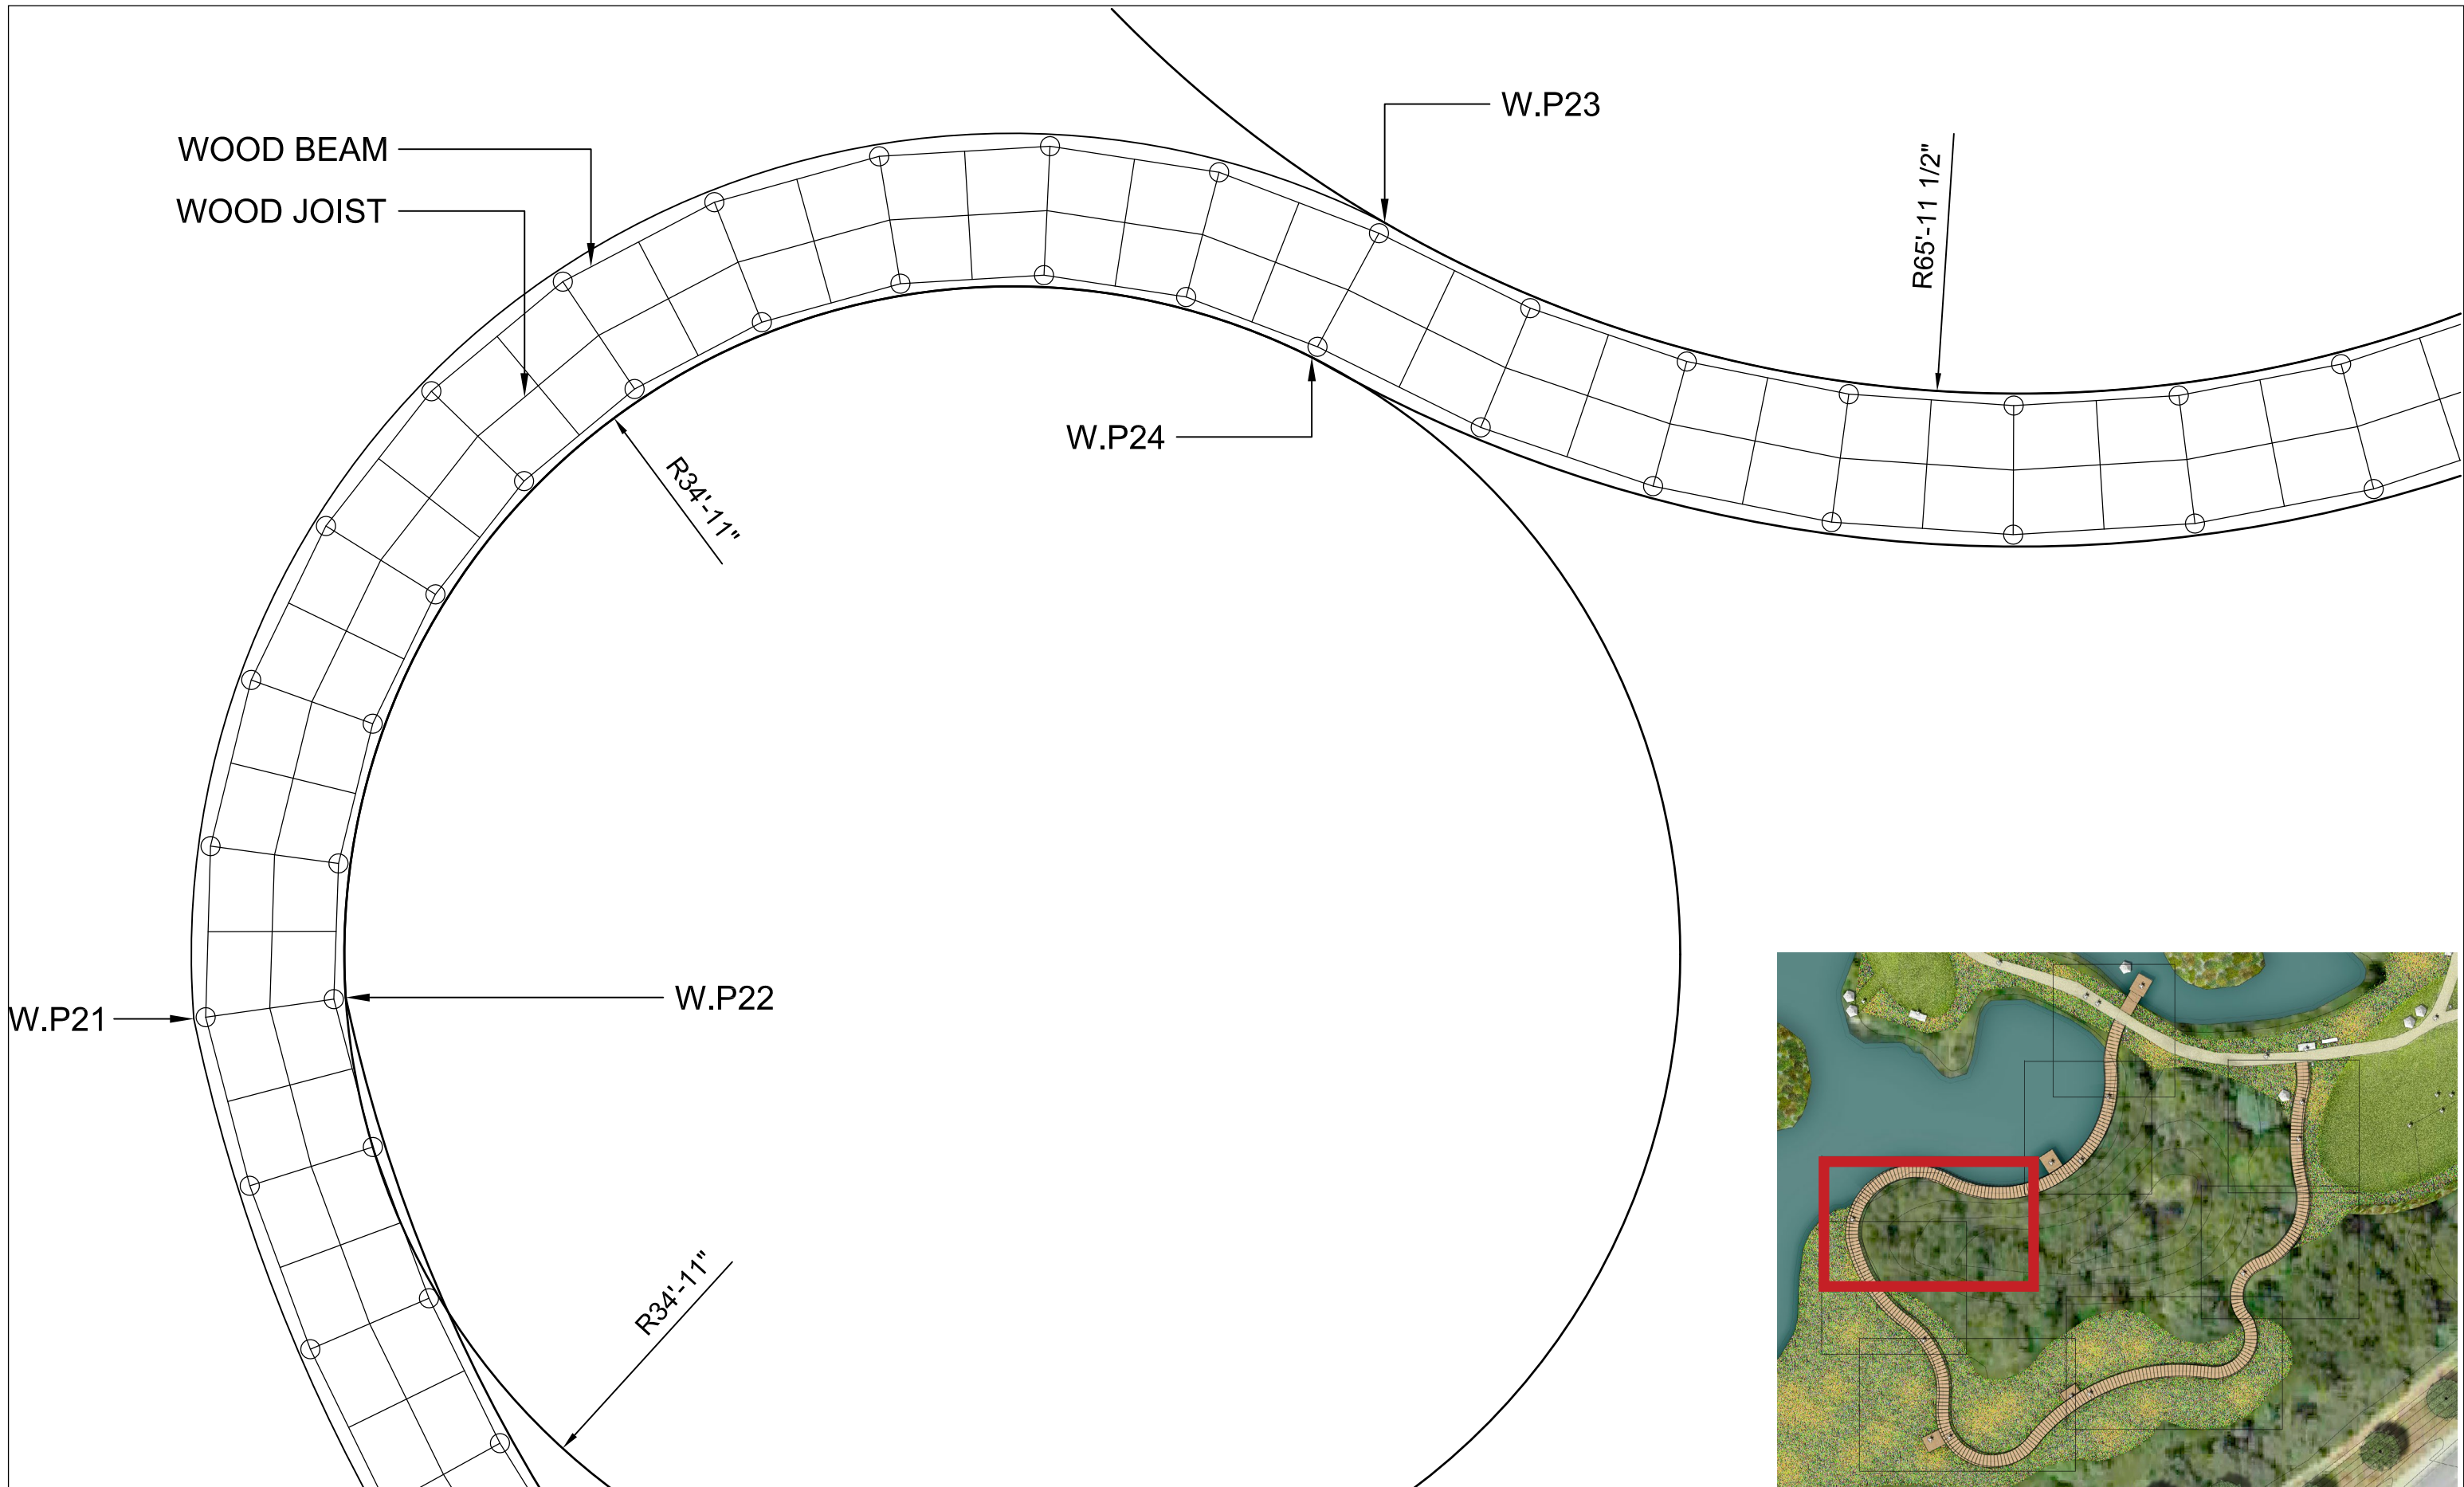 W.P23
WOOD BEAM
WOOD JOIST
R65'-11 1/2"
W.P24
R34'-11"
W.P22
W.P21
R34'-11"